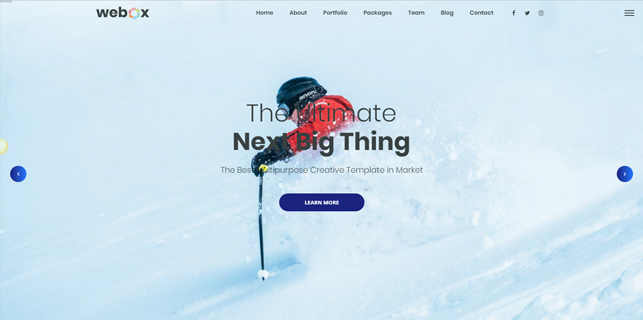 webox
Home About Portfolio Packages Team Blog Contact
The Ultimate
Next Big Thing
The Best Multipurpose Creative Template in Market
LEARN MORE